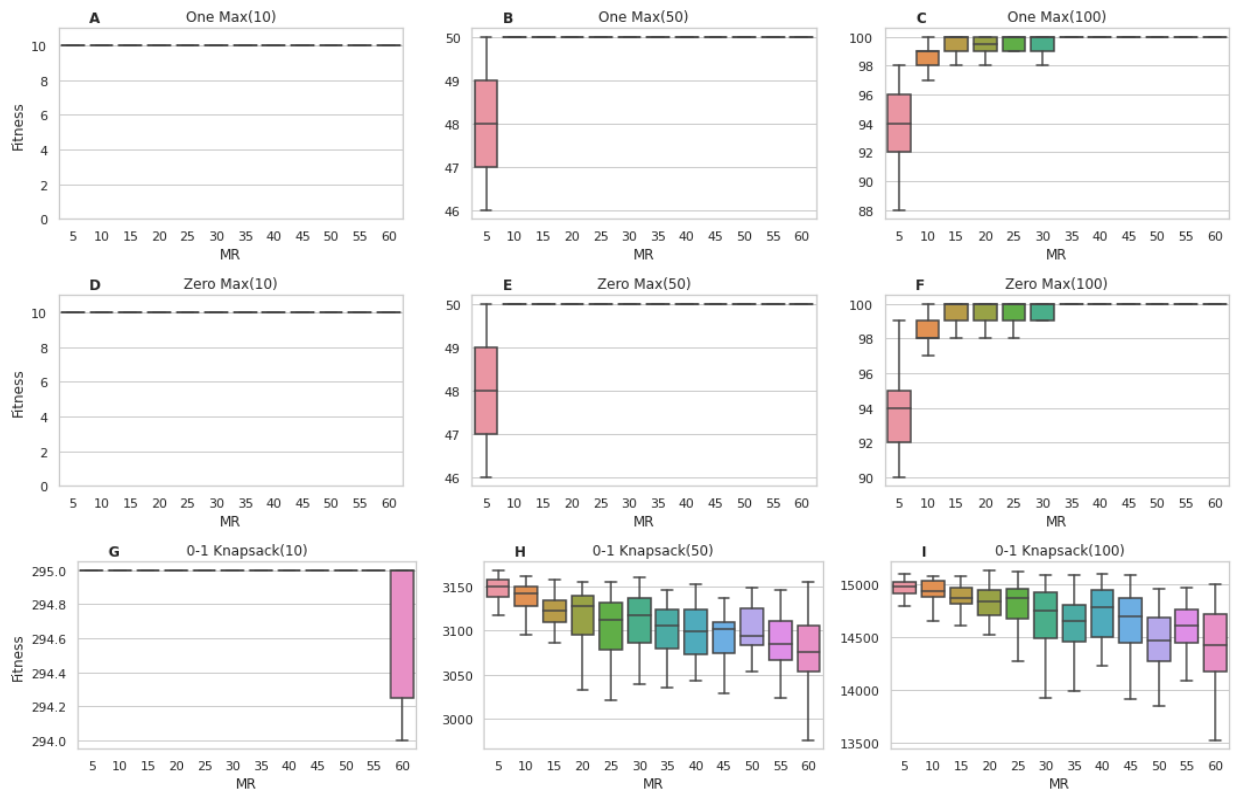 A One Max(10)
Fitness
10
8
6
4
2
0
5 10 15 20 25 30 35 40 45 50 55 60
MR
B One Max(50)
50
49
48
47
46
5 10 15 20 25 30 35 40 45 50 55 60
MR
C One Max(100)
100
98
96
94
92
90
88
5 10 15 20 25 30 35 40 45 50 55 60
MR
D Zero Max(10)
Fitness
10
8
6
4
2
0
5 10 15 20 25 30 35 40 45 50 55 60
MR
E Zero Max(50)
50
49
48
47
46
5 10 15 20 25 30 35 40 45 50 55 60
MR
F Zero Max(100)
100
98
96
94
92
90
5 10 15 20 25 30 35 40 45 50 55 60
MR
G 0-1 Knapsack(10)
Fitness
295.0
294.8
294.6
294.4
294.2
294.0
5 10 15 20 25 30 35 40 45 50 55 60
MR
H 0-1 Knapsack(50)
3150
3100
3050
3000
5 10 15 20 25 30 35 40 45 50 55 60
MR
I 0-1 Knapsack(100)
15000
14500
14000
13500
5 10 15 20 25 30 35 40 45 50 55 60
MR